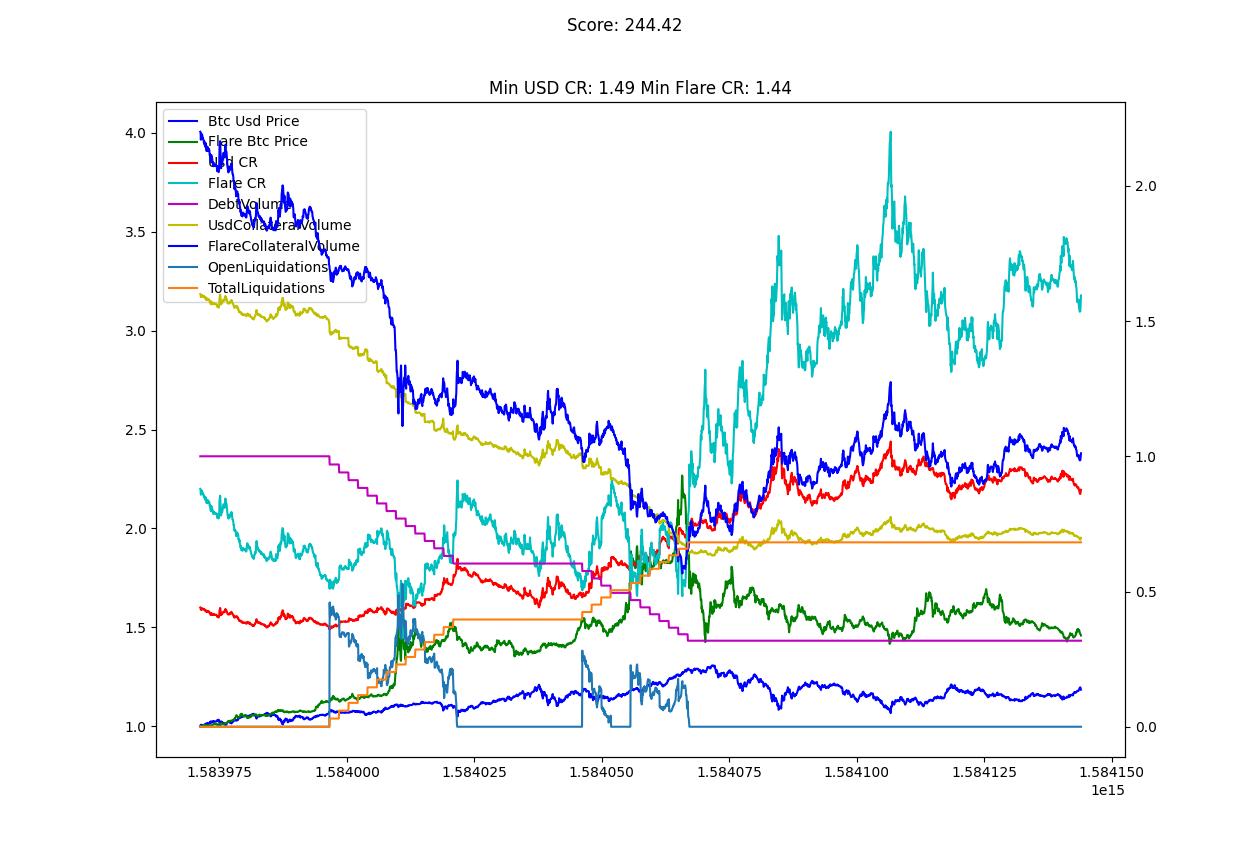 Score: 244.42
Min USD CR: 1.49 Min Flare CR: 1.44
Btc Usd Price
Flare Btc Price
Usd CR
Flare CR
DebtVolume
UsdCollateralVolume
FlareCollateralVolume
OpenLiquidations
TotalLiquidations
4.0
3.5
3.0
2.5
2.0
1.5
1.0
2.0
1.5
1.0
0.5
0.0
1.583975 1.584000 1.584025 1.584050 1.584075 1.584100 1.584125 1.584150
1e15